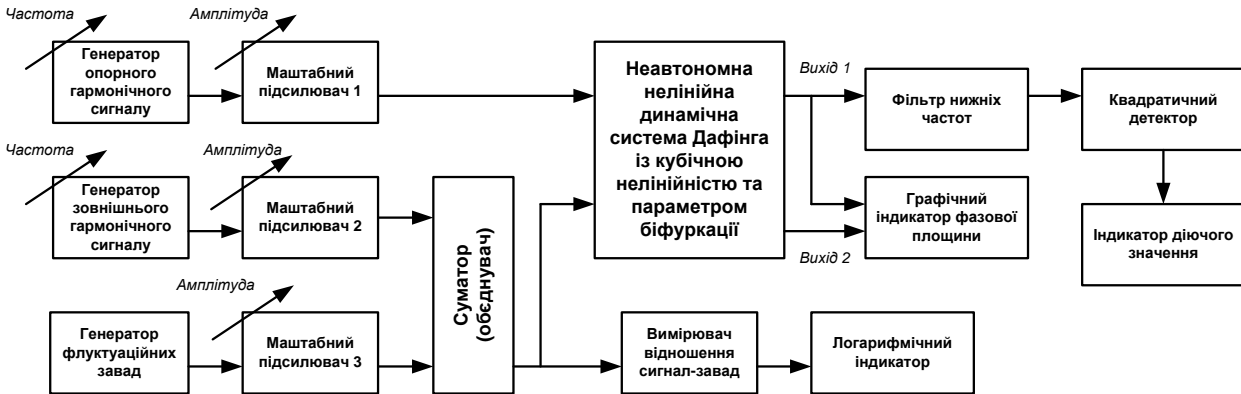 Частота
Амплітуда
Генератор
опорного
гармонічного
сигналу
Маштабний
підсилювач 1
Неавтономна
нелінійна
динамічна
система Дафінга
із кубічною
нелінійністю та
параметром
біфуркації
Вихід 1
Фільтр нижніх
частот
Квадратичний
детектор
Частота
Амплітуда
Генератор
зовнішнього
гармонічного
сигналу
Маштабний
підсилювач 2
Суматор
(обєднувач)
Графічний
індикатор фазової
площини
Вихід 2
Індикатор діючого
значення
Амплітуда
Генератор
флуктуаційних
завад
Маштабний
підсилювач 3
Вимірювач
відношення
сигнал-завад
Логарифмічний
індикатор